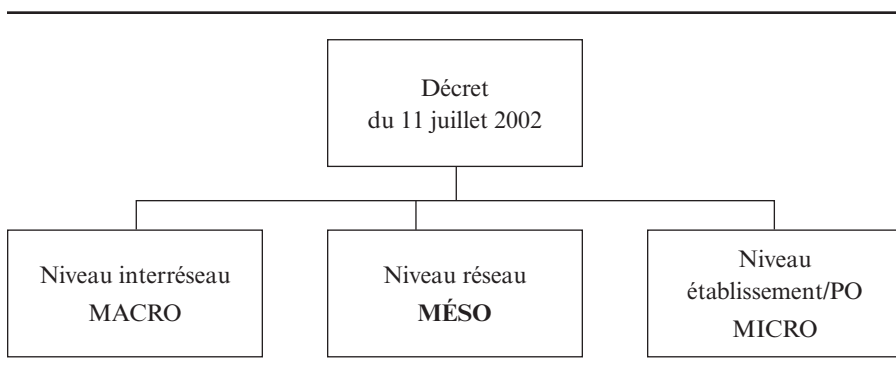 Décret
du 11 juillet 2002
Niveau interréseau
MACRO
Niveau réseau
MÉSO
Niveau
établissement/PO
MICRO